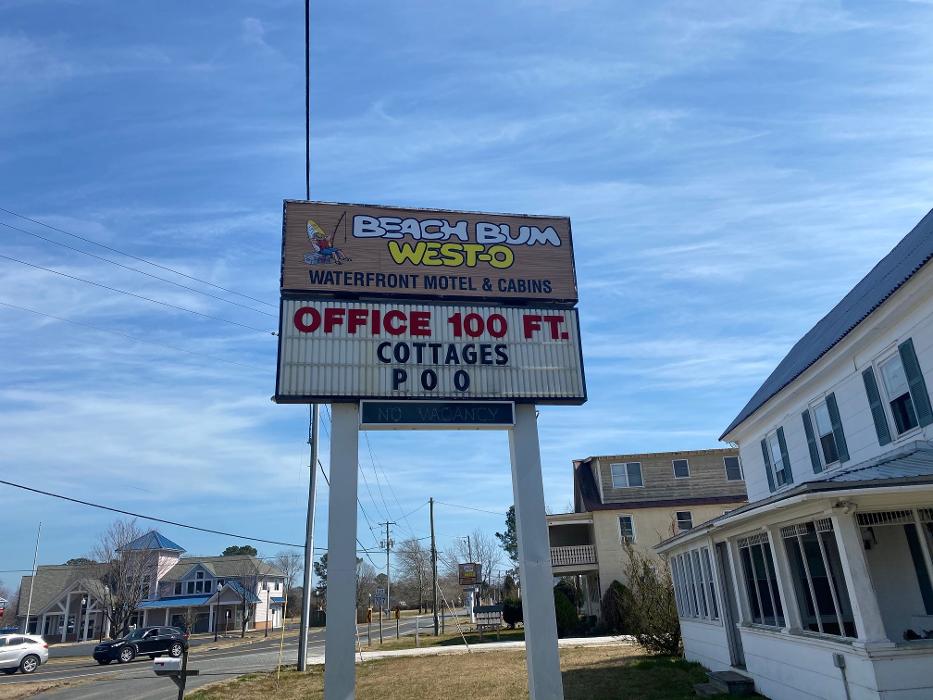 BEACH BUM
WEST-O
WATERFRONT MOTEL & CABINS
OFFICE 100 FT.
COTTAGES
POO
NO VACANCY